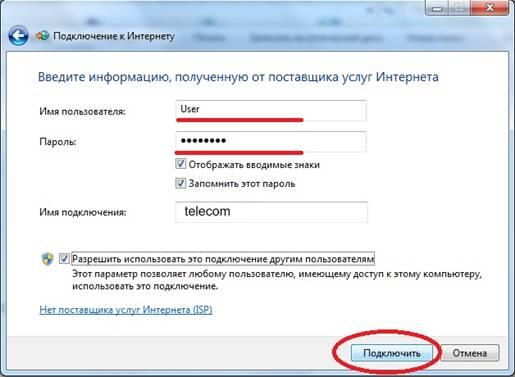 Подключение к Интернету
Введите информацию, полученную от поставщика услуг Интернета
Имя пользователя: User
Пароль: ••••••••
Отображать вводимые знаки
Запомнить этот пароль
Имя подключения: telecom
Разрешить использовать это подключение другим пользователям
Этот параметр позволяет любому пользователю, имеющему доступ к этому компьютеру,
использовать это подключение.
Нет поставщика услуг Интернета (ISP)
Подключить Отмена